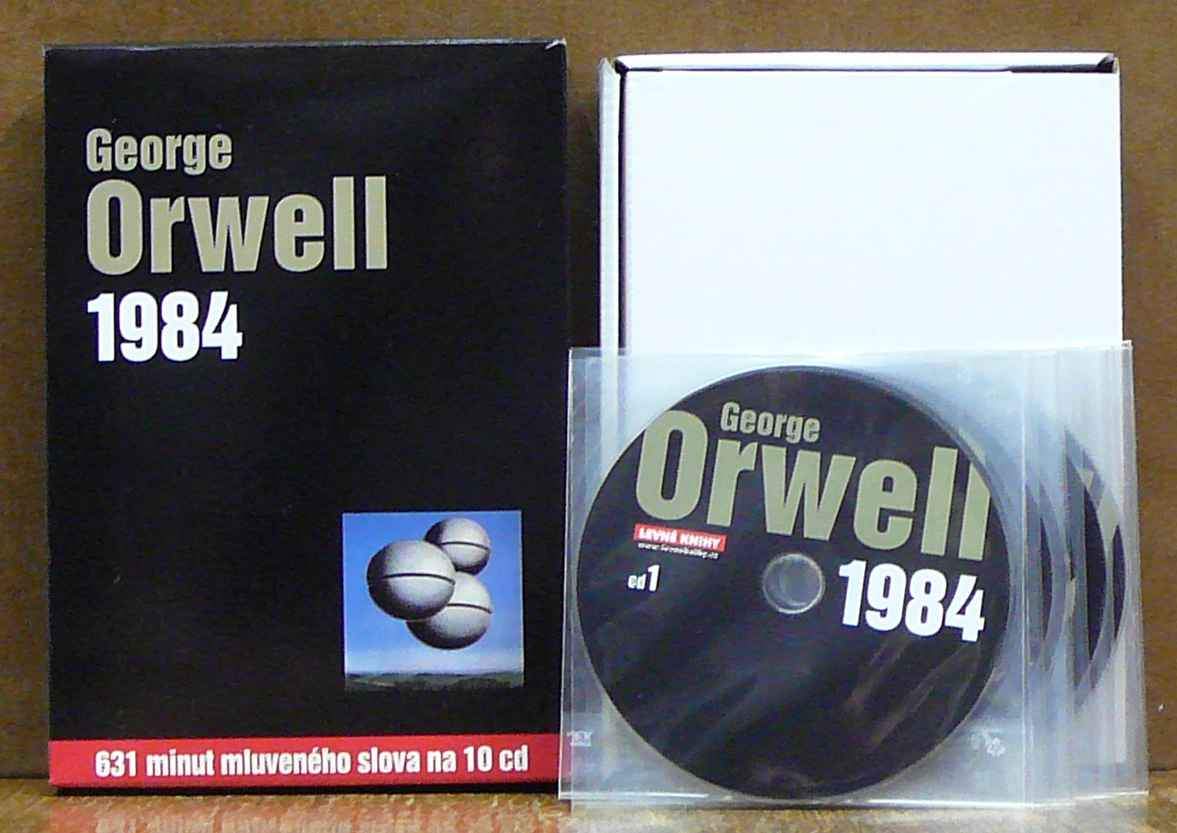 George
Orwell
1984
631 minut mluveného slova na 10 cd
George
Orwell
LEVNÉ KNIHY
cd 1
1984